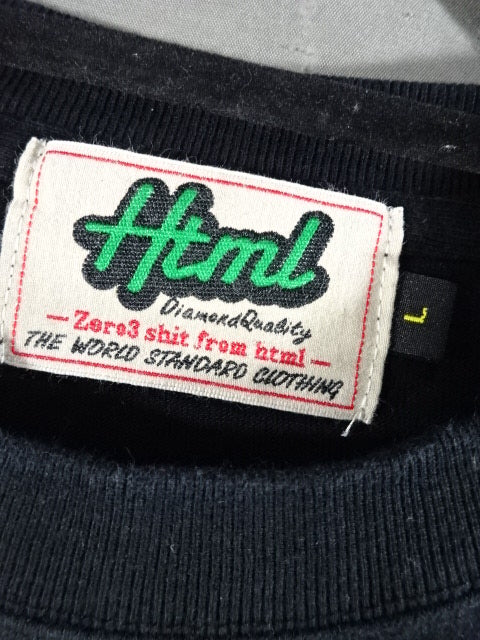 Html
DiamondQuality
— Zero3 shit from html —
THE WORLD STANDARD CLOTHING
L